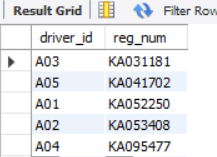 Result Grid Filter Row
driver_id reg_num
A03 KA031181
A05 KA041702
A01 KA052250
A02 KA053408
A04 KA095477